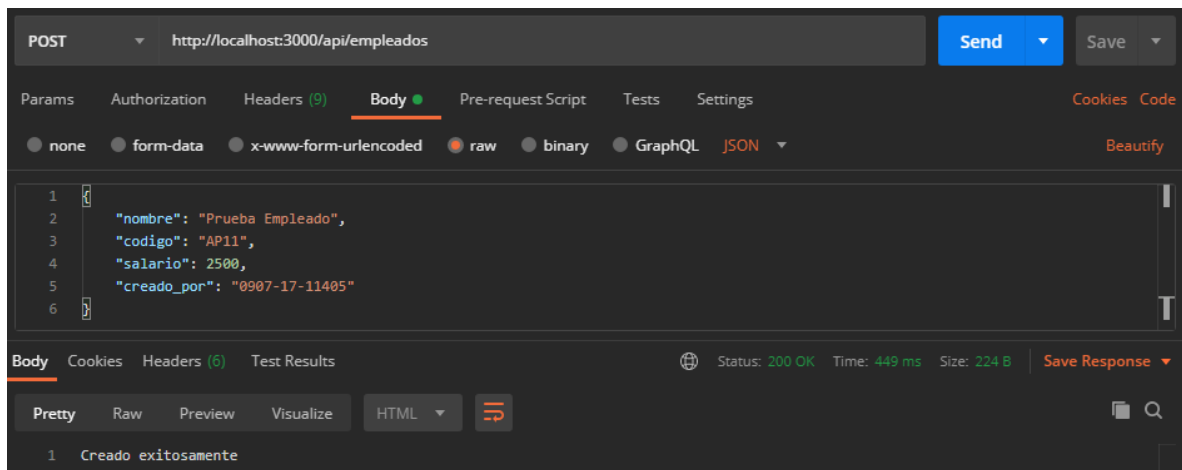 POST http://localhost:3000/api/empleados Send Save
Params Authorization Headers (9) Body Pre-request Script Tests Settings Cookies Code
none form-data x-www-form-urlencoded raw binary GraphQL JSON Beautify
1 {
2 "nombre": "Prueba Empleado",
3 "codigo": "AP11",
4 "salario": 2500,
5 "creado_por": "0907-17-11405"
6 }
Body Cookies Headers (6) Test Results Status: 200 OK Time: 449 ms Size: 224 B Save Response
Pretty Raw Preview Visualize HTML
1 Creado exitosamente